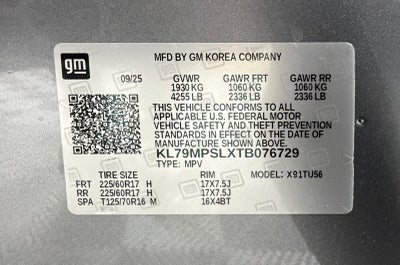 gm
MFD BY GM KOREA COMPANY
09/25 GVWR GAWR FRT GAWR RR
1930 KG 1060 KG 1060 KG
4255 LB 2336 LB 2336 LB
THIS VEHICLE CONFORMS TO ALL
APPLICABLE U.S. FEDERAL MOTOR
VEHICLE SAFETY, BUMPER, AND THEFT
PREVENTION STANDARDS IN EFFECT ON THE DATE OF
MANUFACTURE SHOWN ABOVE.
KL79MPSLXTB076729
TYPE: MPV
TIRE SIZE RIM MODEL: X91TU56
FRT 225/60R17 H 17X7.5J
RR 225/60R17 H 17X7.5J
SPA T125/70R16 M 16X4BT